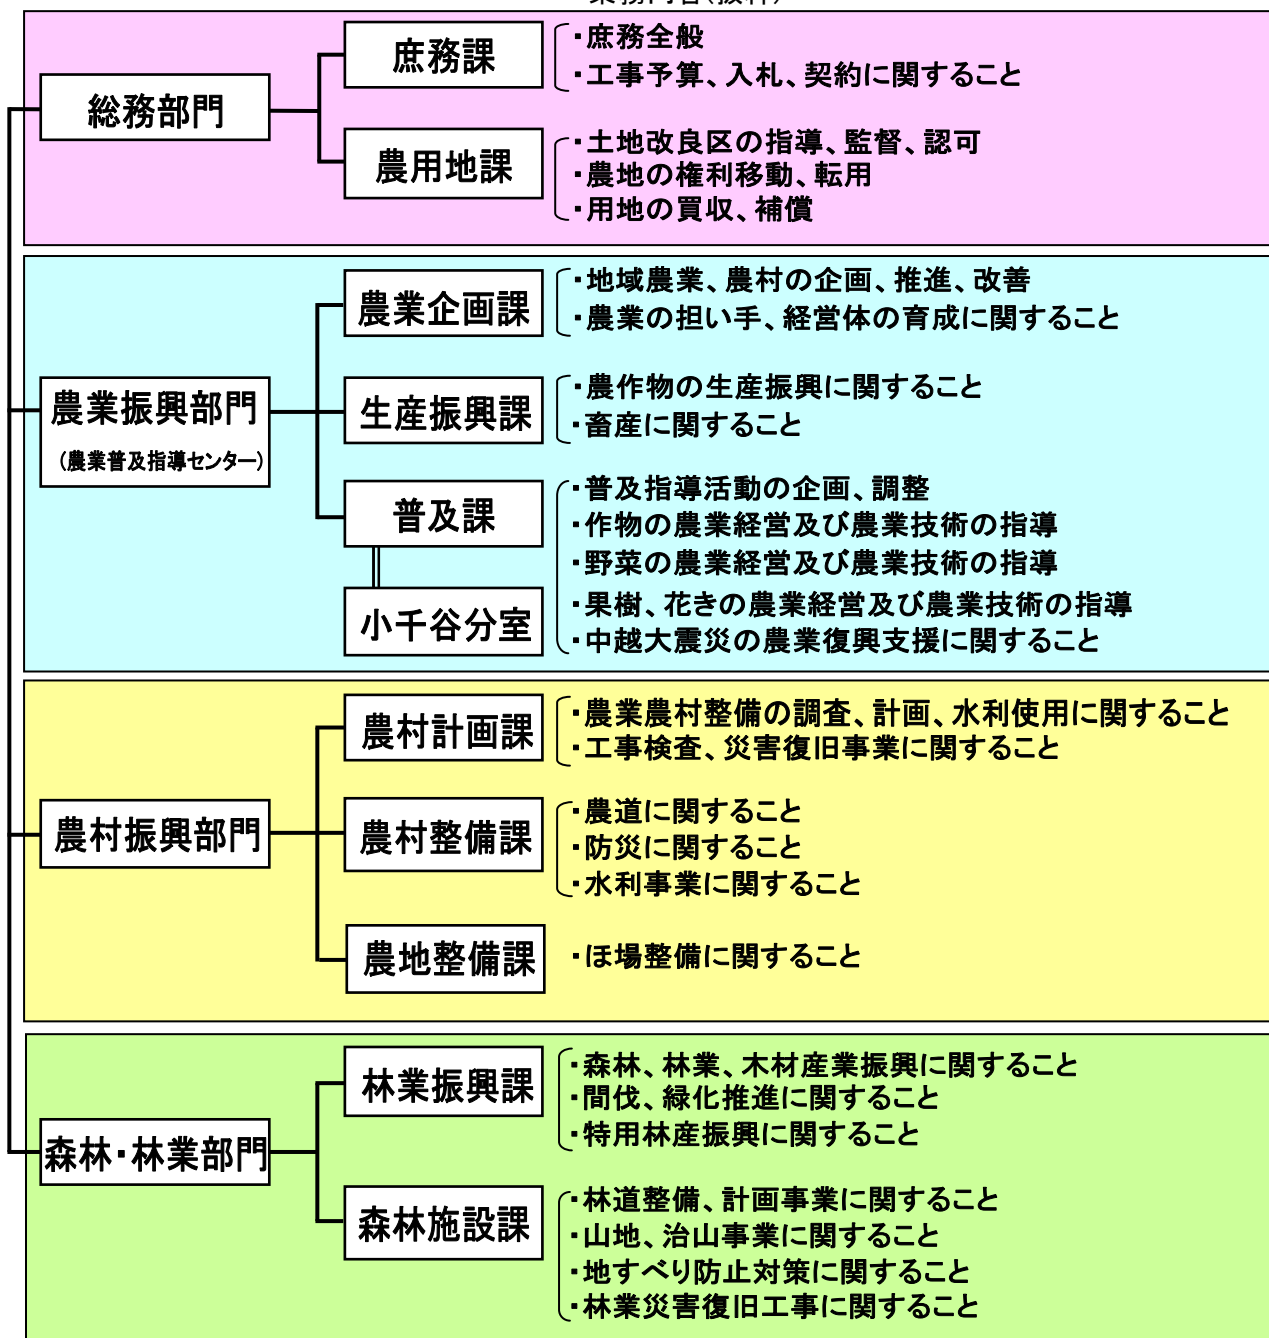 業務内容(抜粋)
総務部門
庶務課
・庶務全般
・工事予算、入札、契約に関すること
農用地課
・土地改良区の指導、監督、認可
・農地の権利移動、転用
・用地の買収、補償
農業振興部門
(農業普及指導センター)
農業企画課
・地域農業、農村の企画、推進、改善
・農業の担い手、経営体の育成に関すること
生産振興課
・農作物の生産振興に関すること
・畜産に関すること
普及課
小千谷分室
・普及指導活動の企画、調整
・作物の農業経営及び農業技術の指導
・野菜の農業経営及び農業技術の指導
・果樹、花きの農業経営及び農業技術の指導
・中越大震災の農業復興支援に関すること
農村振興部門
農村計画課
・農業農村整備の調査、計画、水利使用に関すること
・工事検査、災害復旧事業に関すること
農村整備課
・農道に関すること
・防災に関すること
・水利事業に関すること
農地整備課
・ほ場整備に関すること
森林・林業部門
林業振興課
・森林、林業、木材産業振興に関すること
・間伐、緑化推進に関すること
・特用林産振興に関すること
森林施設課
・林道整備、計画事業に関すること
・山地、治山事業に関すること
・地すべり防止対策に関すること
・林業災害復旧工事に関すること